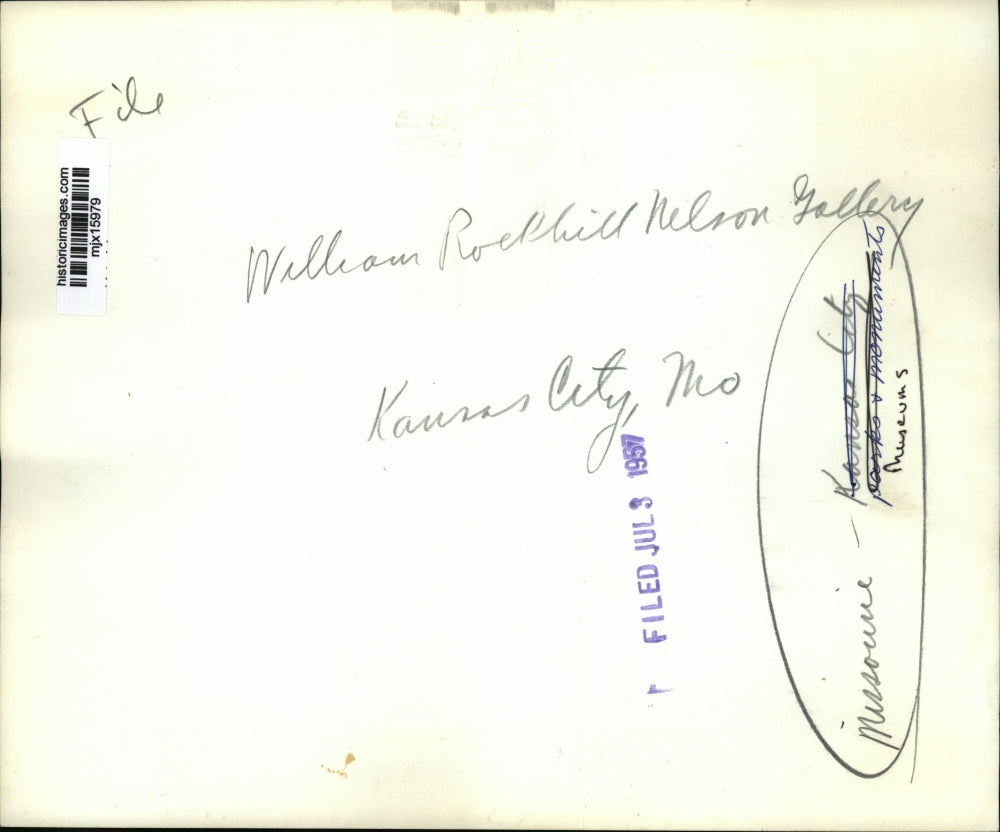 File
historicimages.com
mjx15979
William Rockhill Nelson Gallery
Kansas City, Mo
FILED JUL 3 1957
Missouri - Kansas City
parks & monuments
Museums